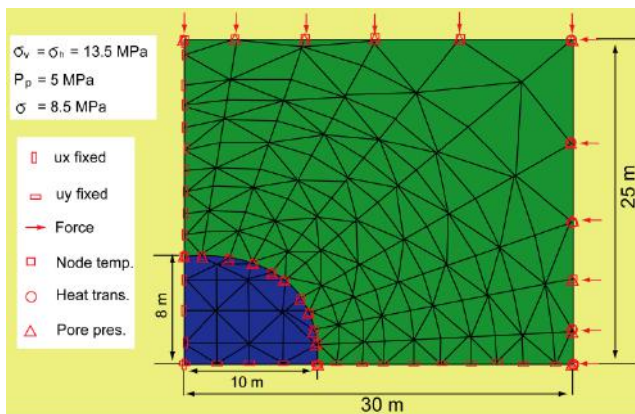 σv = σh = 13.5 MPa
Pp = 5 MPa
σ = 8.5 MPa
ux fixed
uy fixed
Force
Node temp.
Heat trans.
Pore pres.
8 m
10 m
30 m
25 m